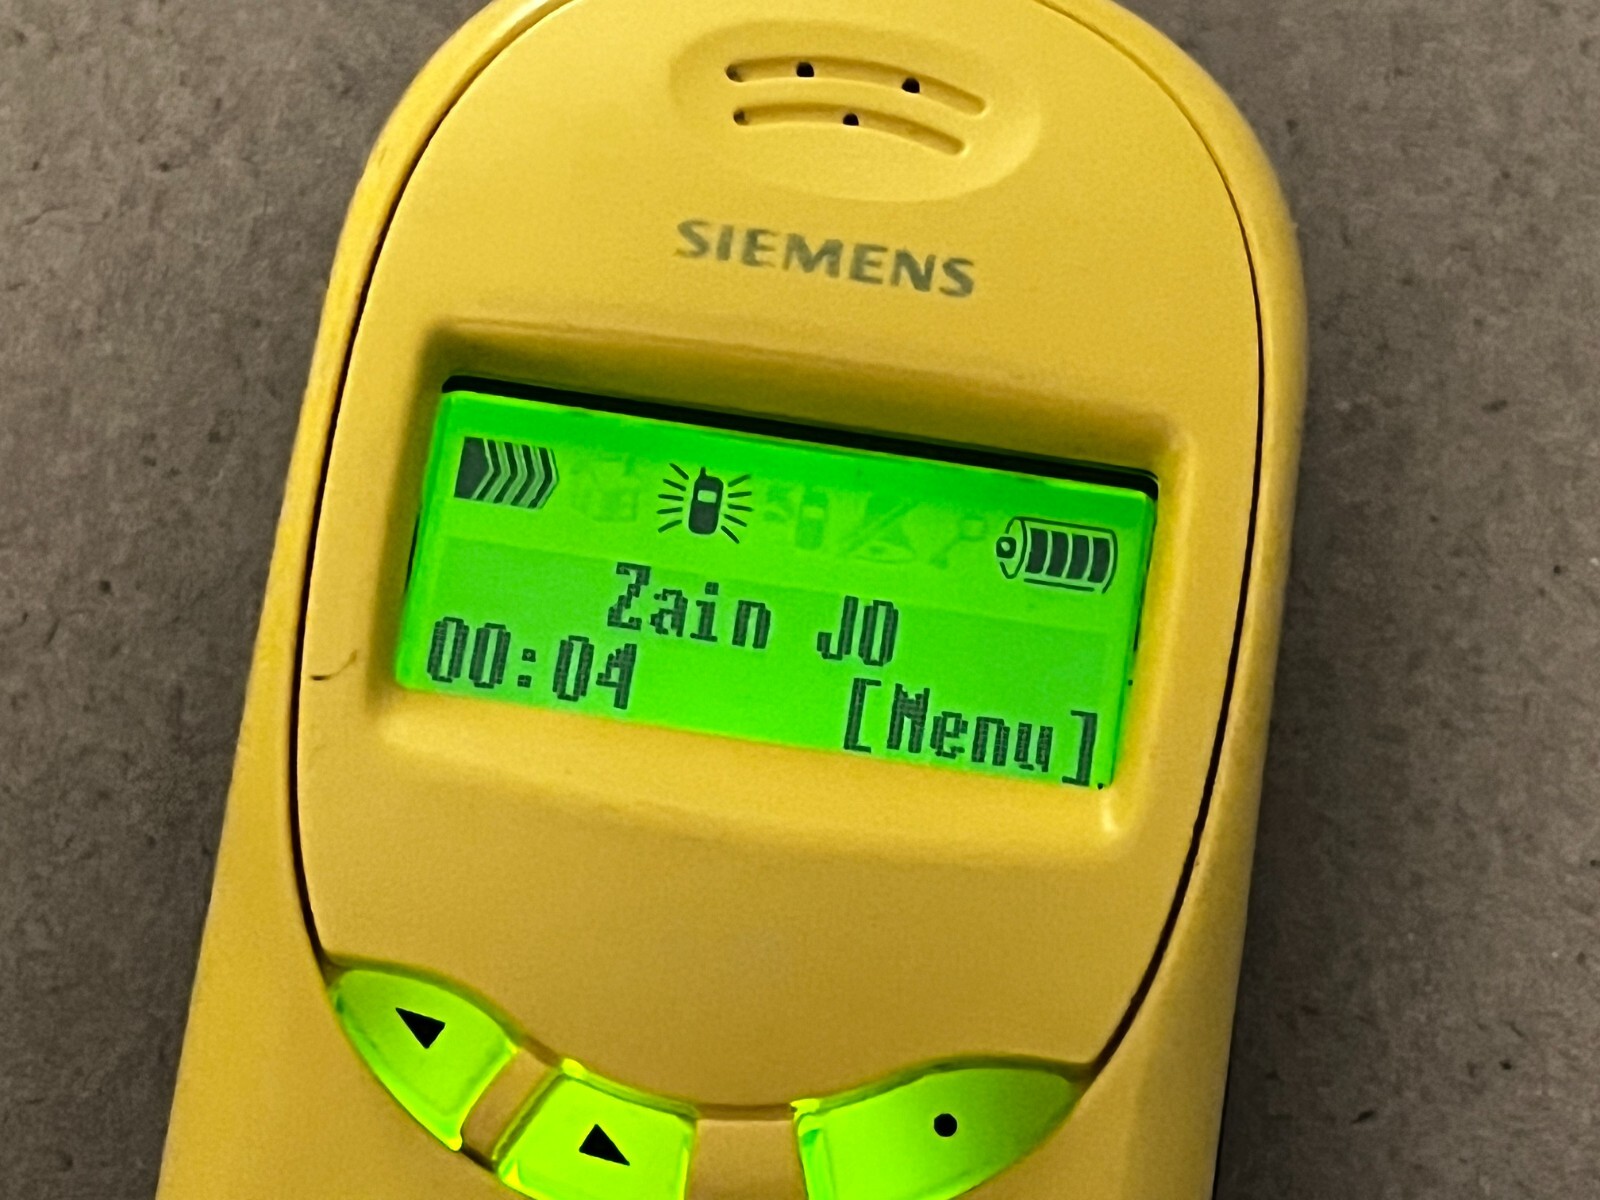 SIEMENS
Zain JO
00:04 [Menu]